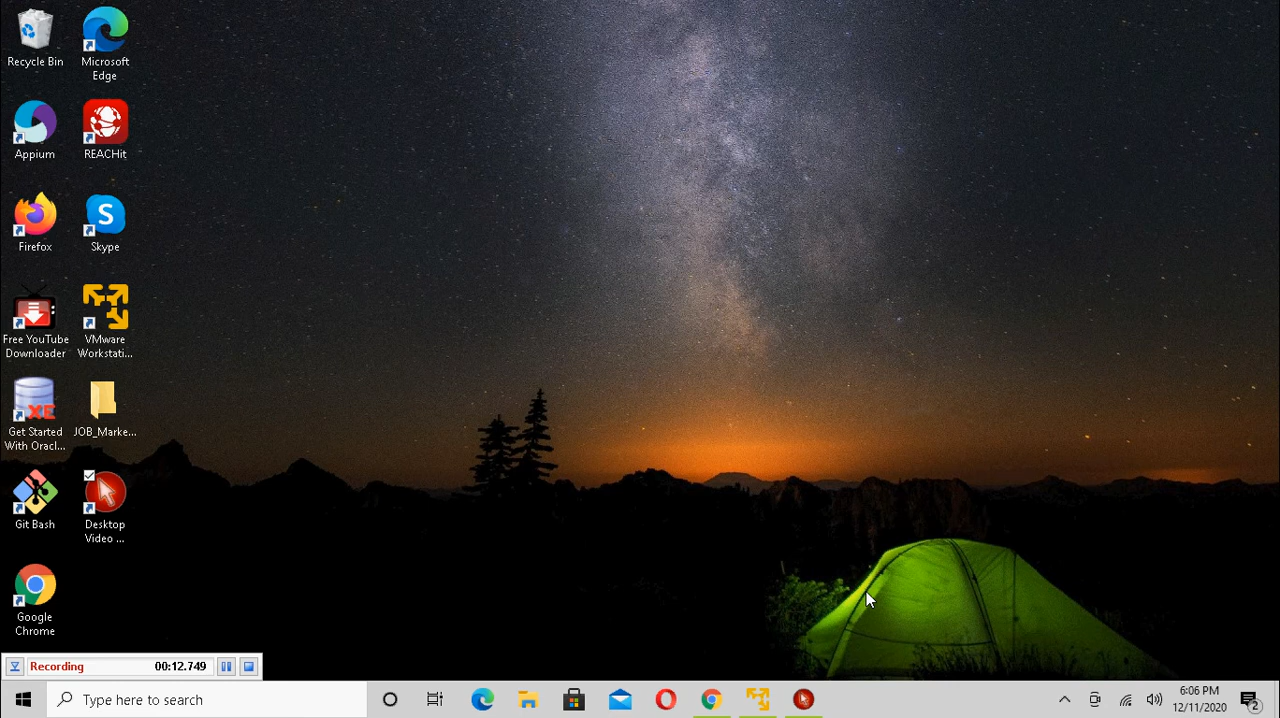 Recycle Bin
Microsoft
Edge
Appium
REACHit
Firefox
S
Skype
Free YouTube
Downloader
VMware
Workstati...
XE
Get Started
With Oracl...
JOB_Marke...
Git Bash
Desktop
Video ...
Google
Chrome
Recording 00:12.749
Type here to search
6:06 PM
12/11/2020
2